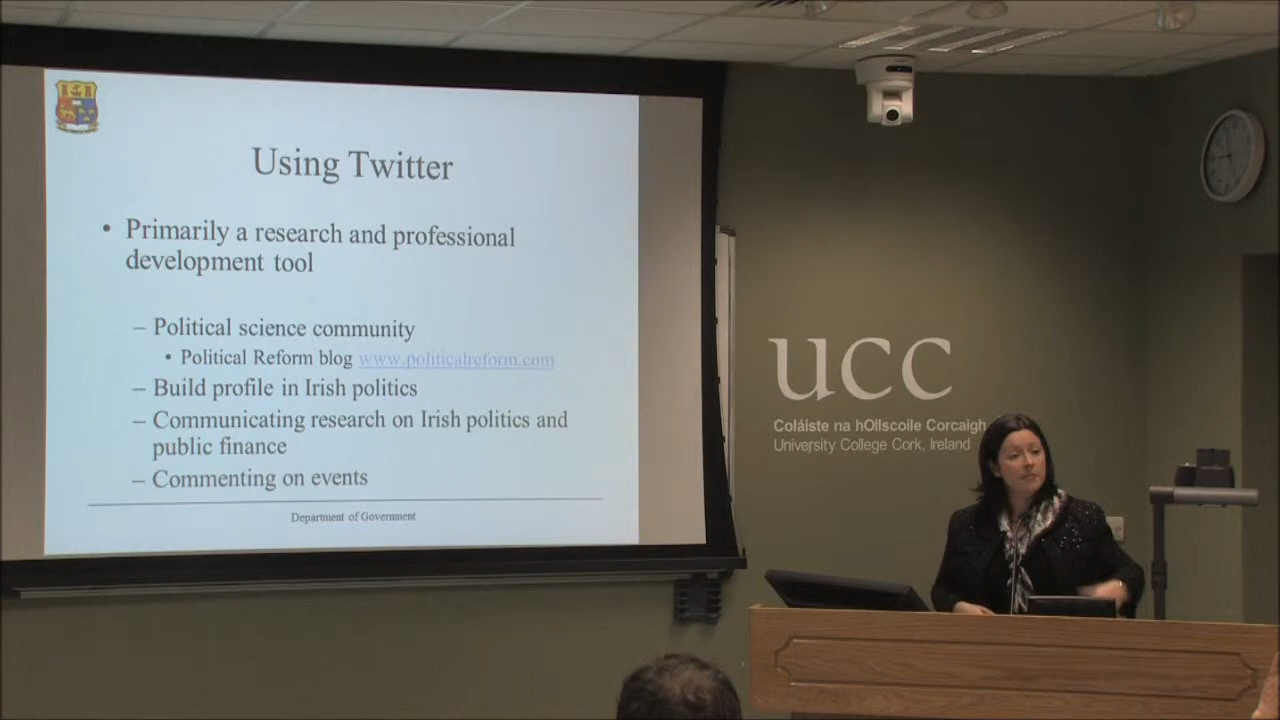 Using Twitter
• Primarily a research and professional
development tool
– Political science community
• Political Reform blog www.politicalreform.com
– Build profile in Irish politics
– Communicating research on Irish politics and
public finance
– Commenting on events
Department of Government
UCC
Coláiste na hOllscoile Corcaigh
University College Cork, Ireland